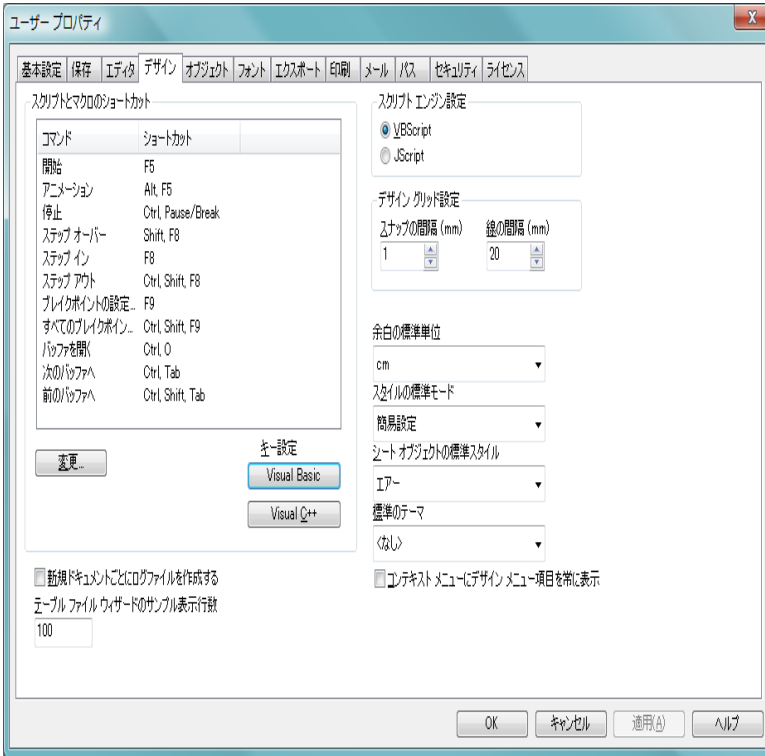 ユーザー プロパティ
X
基本設定 保存 エディタ デザイン オブジェクト フォント エクスポート 印刷 メール パス セキュリティ ライセンス
スクリプトとマクロのショートカット
コマンド ショートカット
開始 F5
アニメーション Alt, F5
停止 Ctrl, Pause/Break
ステップ オーバー Shift, F8
ステップ イン F8
ステップ アウト Ctrl, Shift, F8
ブレイクポイントの設定... F9
すべてのブレイクポイン... Ctrl, Shift, F9
バッファを開く Ctrl, O
次のバッファへ Ctrl, Tab
前のバッファへ Ctrl, Shift, Tab
変更...
キー設定
Visual Basic
Visual C++
新規ドキュメントごとにログファイルを作成する
テーブル ファイル ウィザードのサンプル表示行数
100
スクリプト エンジン設定
VBScript
JScript
デザイン グリッド設定
スナップの間隔 (mm) 線の間隔 (mm)
1 20
余白の標準単位
cm
スタイルの標準モード
簡易設定
シート オブジェクトの標準スタイル
エアー
標準のテーマ
<なし>
コンテキスト メニューにデザイン メニュー項目を常に表示
OK キャンセル 適用(A) ヘルプ